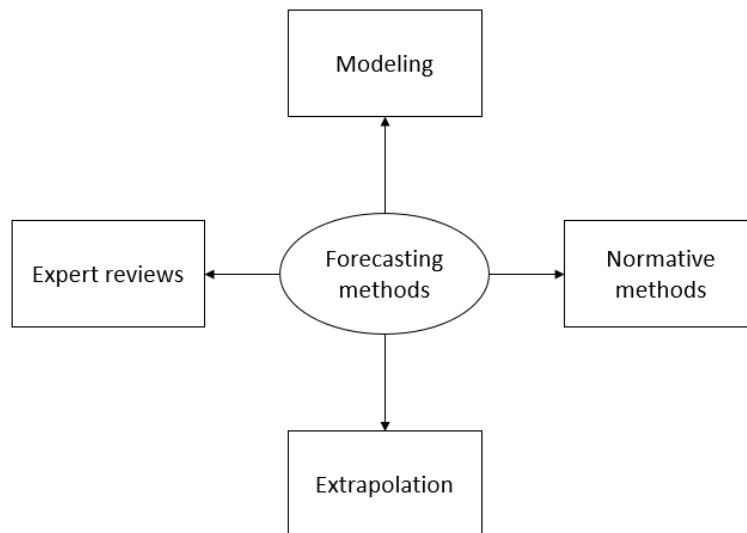 Modeling
Expert reviews
Forecasting
methods
Normative
methods
Extrapolation